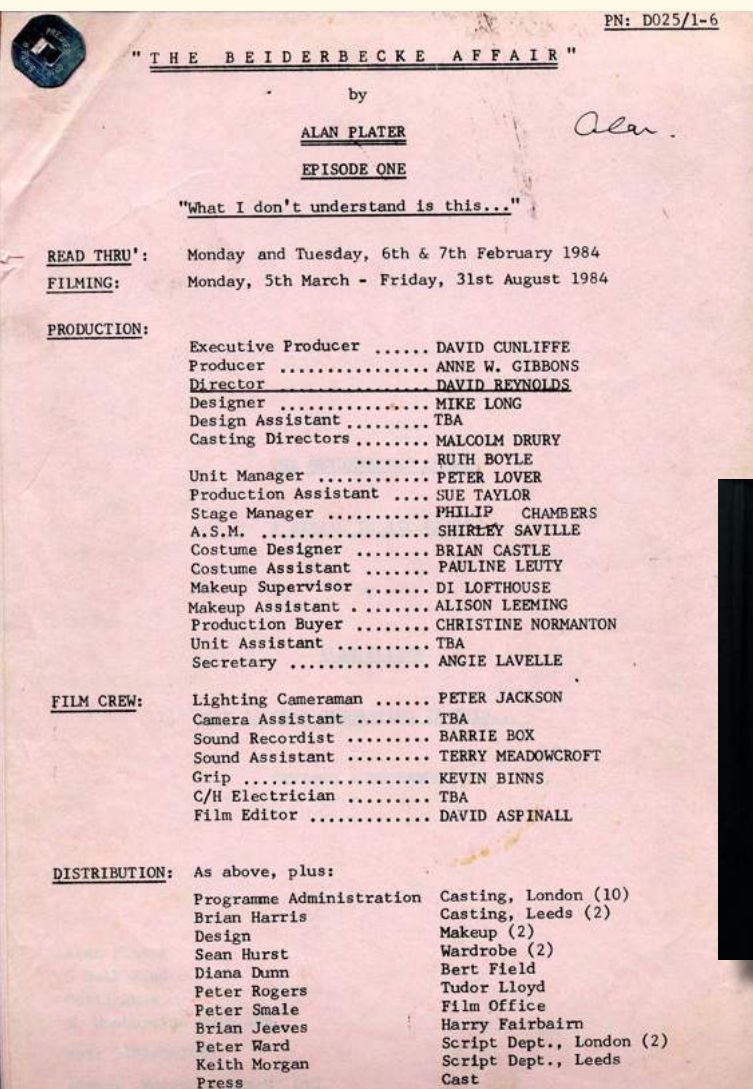 PN: D025/1-6
"THE BEIDERBECKE AFFAIR"
by
ALAN PLATER
alan.
EPISODE ONE
"What I don't understand is this..."
READ THRU': Monday and Tuesday, 6th & 7th February 1984
FILMING: Monday, 5th March - Friday, 31st August 1984
PRODUCTION:
Executive Producer ...... DAVID CUNLIFFE
Producer ................ ANNE W. GIBBONS
Director ................ DAVID REYNOLDS
Designer ................ MIKE LONG
Design Assistant ......... TBA
Casting Directors ........ MALCOLM DRURY
........ RUTH BOYLE
Unit Manager ............ PETER LOVER
Production Assistant .... SUE TAYLOR
Stage Manager ........... PHILIP CHAMBERS
A.S.M. .................. SHIRLEY SAVILLE
Costume Designer ........ BRIAN CASTLE
Costume Assistant ....... PAULINE LEUTY
Makeup Supervisor ....... DI LOFTHOUSE
Makeup Assistant . ........ ALISON LEEMING
Production Buyer ........ CHRISTINE NORMANTON
Unit Assistant .......... TBA
Secretary .............. ANGIE LAVELLE
FILM CREW: Lighting Cameraman ...... PETER JACKSON
Camera Assistant ........ TBA
Sound Recordist ......... BARRIE BOX
Sound Assistant ......... TERRY MEADOWCROFT
Grip .................... KEVIN BINNS
C/H Electrician ......... TBA
Film Editor ............. DAVID ASPINALL
DISTRIBUTION: As above, plus:
Programme Administration Casting, London (10)
Brian Harris Casting, Leeds (2)
Design Makeup (2)
Sean Hurst Wardrobe (2)
Diana Dunn Bert Field
Peter Rogers Tudor Lloyd
Peter Smale Film Office
Brian Jeeves Harry Fairbairn
Peter Ward Script Dept., London (2)
Keith Morgan Script Dept., Leeds
Press Cast